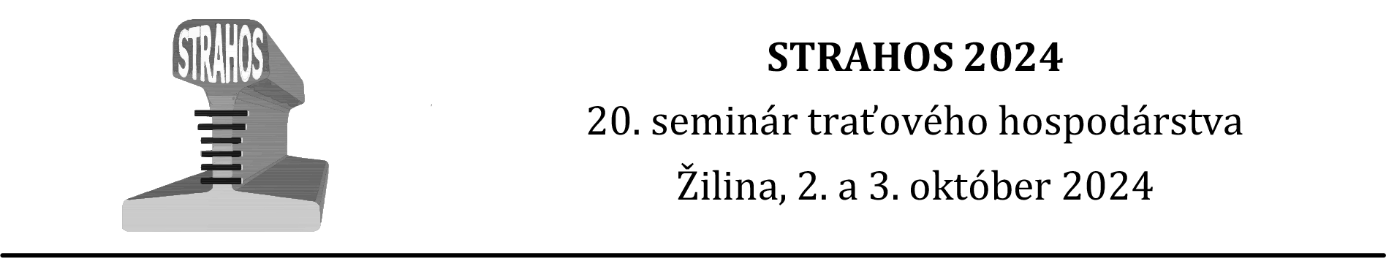 STRAHOS
STRAHOS 2024
20. seminár traťového hospodárstva
Žilina, 2. a 3. október 2024